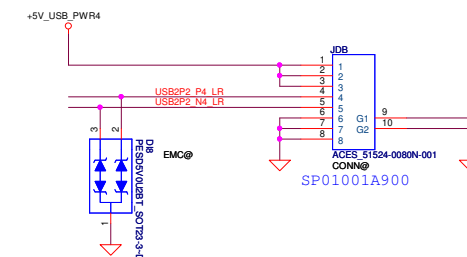 +5V_USB_PWR4
JDB
1 1
2 2
3 3
USB2P2_P4_LR 4 4
USB2P2_N4_LR 5 5
6 6 G1 9
7 7 G2 10
8 8
3 2
DI8
PESD5V0U2BT_SOT23-3~D
EMC@
ACES_51524-0080N-001
CONN@
SP01001A900
1